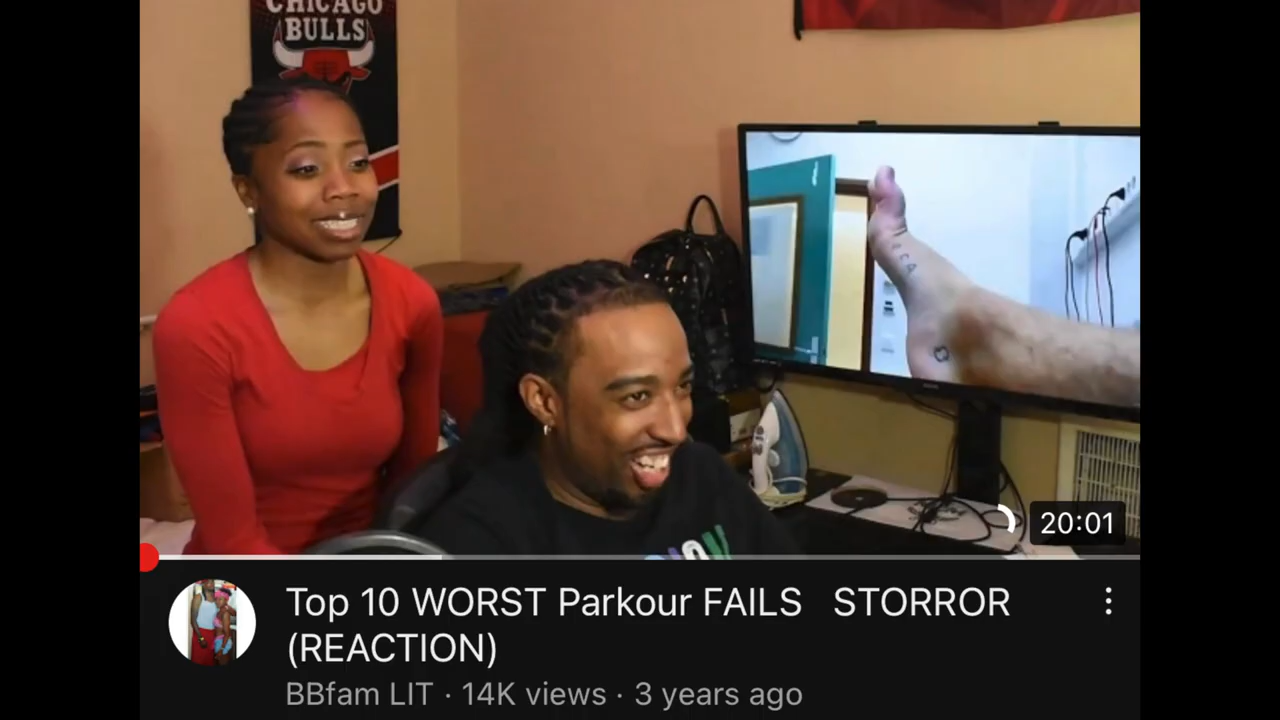 CHICAGO
BULLS
20:01
Top 10 WORST Parkour FAILS STORROR
(REACTION)
BBfam LIT · 14K views · 3 years ago